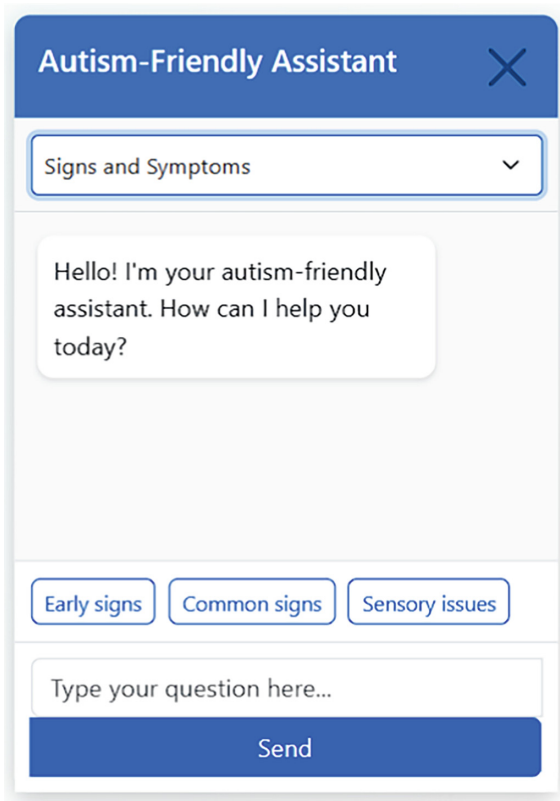 Autism-Friendly Assistant
Signs and Symptoms
Hello! I'm your autism-friendly
assistant. How can I help you
today?
Early signs
Common signs
Sensory issues
Type your question here...
Send